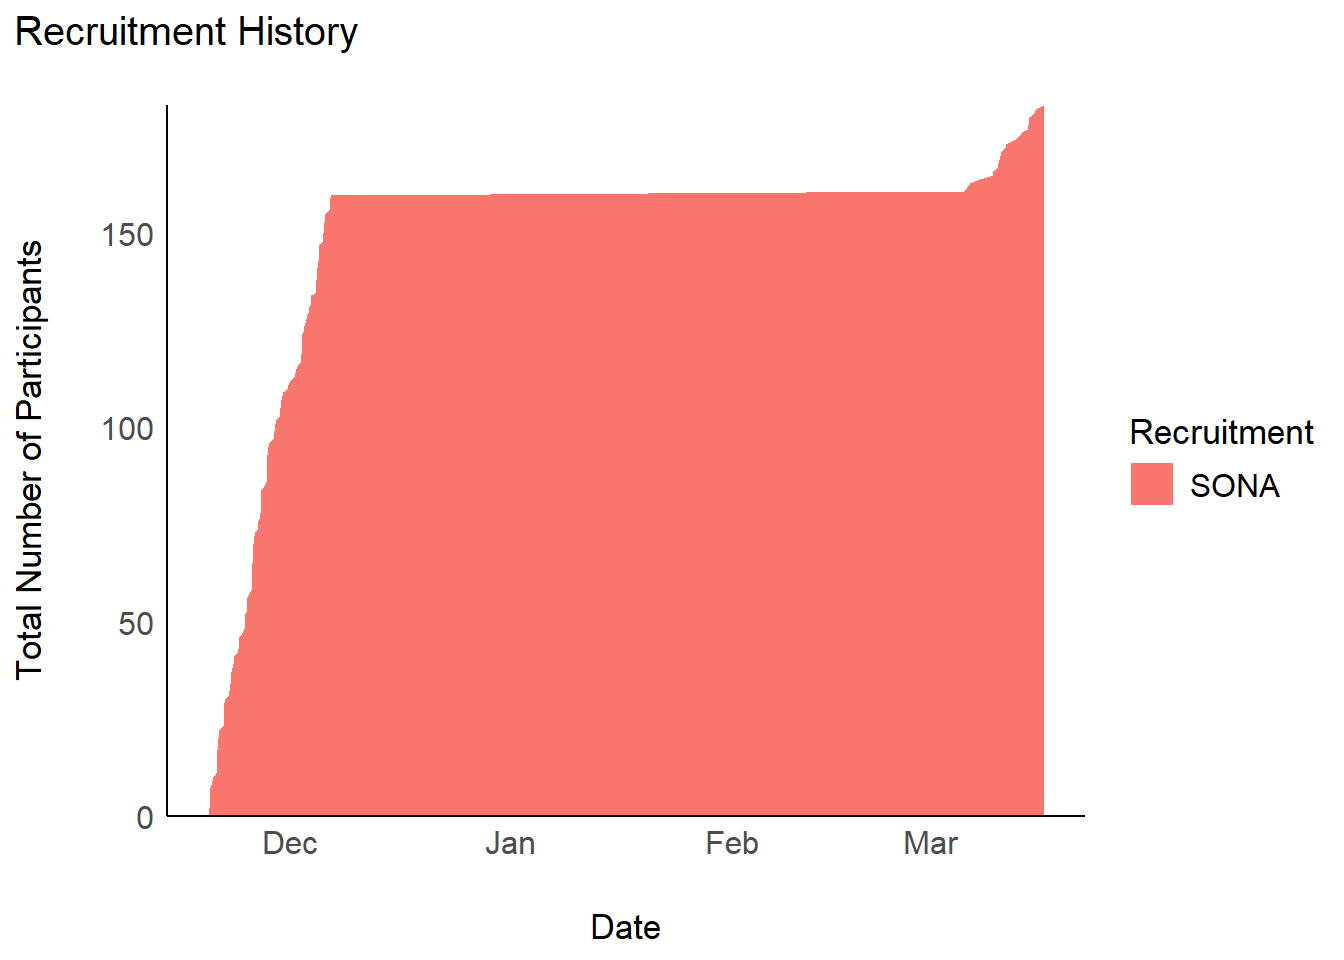 Recruitment History
Total Number of Participants
150
100
50
0
Dec Jan Feb Mar
Date
Recruitment
SONA